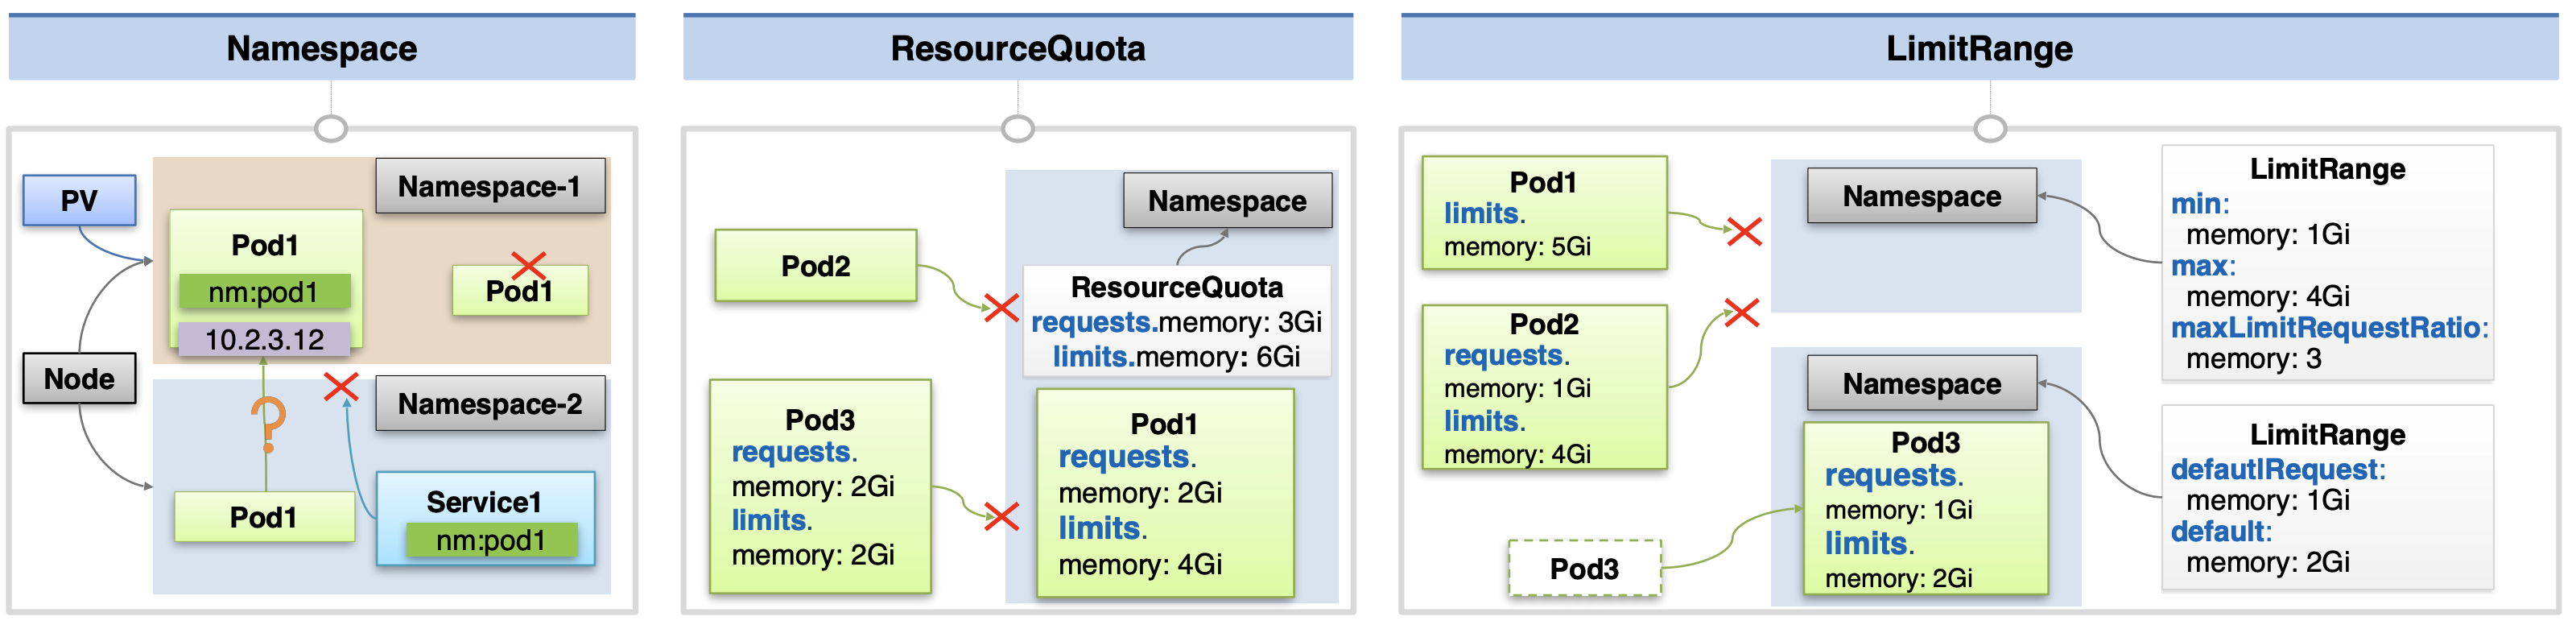 Namespace
PV
Namespace-1
Pod1
nm:pod1
10.2.3.12
Pod1
Node
?
Namespace-2
Pod1
Service1
nm:pod1
ResourceQuota
Namespace
Pod2
ResourceQuota
requests.memory: 3Gi
limits.memory: 6Gi
Pod3
requests.
memory: 2Gi
limits.
memory: 2Gi
Pod1
requests.
memory: 2Gi
limits.
memory: 4Gi
LimitRange
Pod1
limits.
memory: 5Gi
Namespace
LimitRange
min:
memory: 1Gi
max:
memory: 4Gi
maxLimitRequestRatio:
memory: 3
Pod2
requests.
memory: 1Gi
limits.
memory: 4Gi
Namespace
Pod3
requests.
memory: 1Gi
limits.
memory: 2Gi
Pod3
LimitRange
defautlRequest:
memory: 1Gi
default:
memory: 2Gi